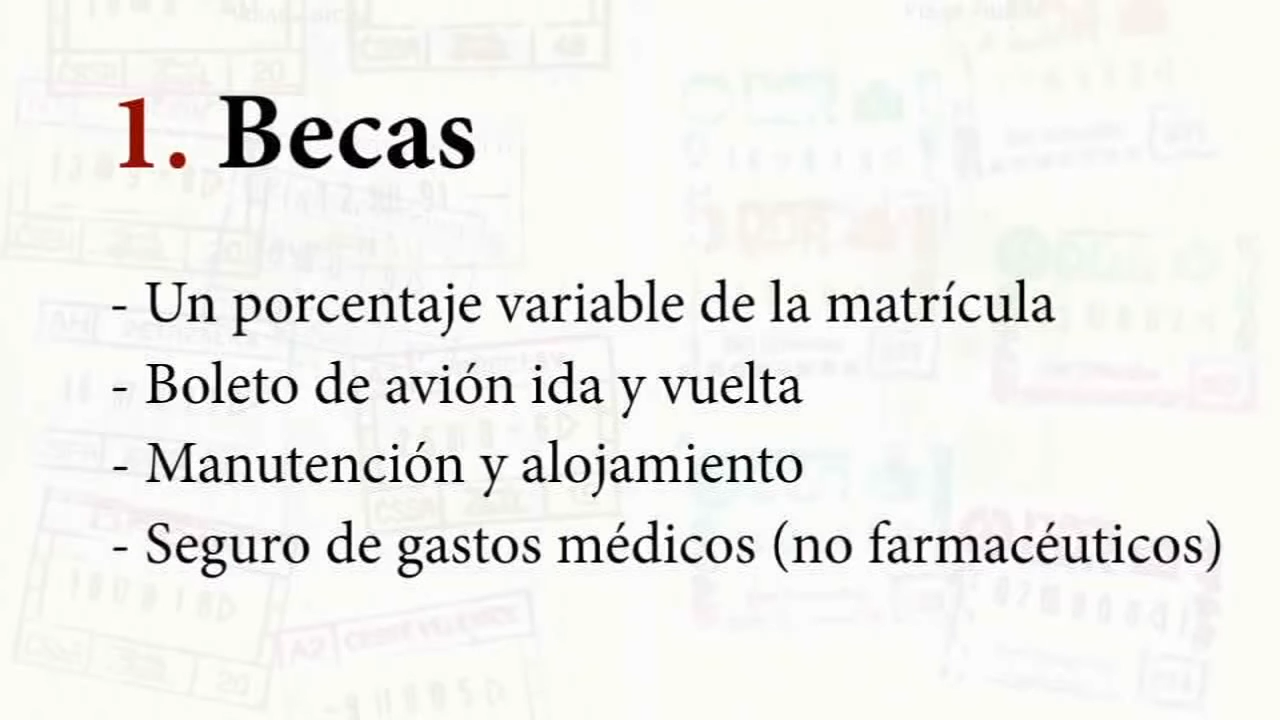 1. Becas
- Un porcentaje variable de la matrícula
- Boleto de avión ida y vuelta
- Manutención y alojamiento
- Seguro de gastos médicos (no farmacéuticos)